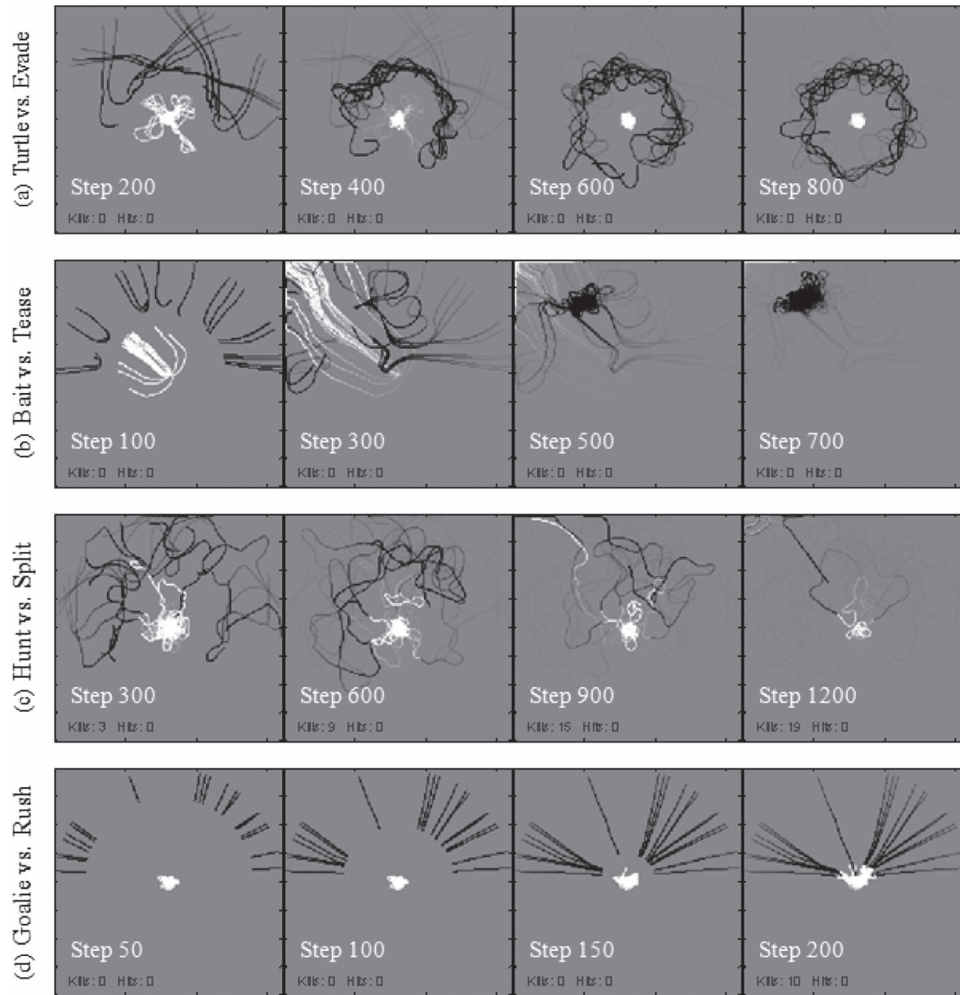 (a) Turtle vs. Evade
Step 200
Kills: 0 Hits: 0
Step 400
Kills: 0 Hits: 0
Step 600
Kills: 0 Hits: 0
Step 800
Kills: 0 Hits: 0
(b) Bait vs. Tease
Step 100
Kills: 0 Hits: 0
Step 300
Kills: 0 Hits: 0
Step 500
Kills: 0 Hits: 0
Step 700
Kills: 0 Hits: 0
(c) Hunt vs. Split
Step 300
Kills: 3 Hits: 0
Step 600
Kills: 9 Hits: 0
Step 900
Kills: 15 Hits: 0
Step 1200
Kills: 19 Hits: 0
(d) Goalie vs. Rush
Step 50
Kills: 0 Hits: 0
Step 100
Kills: 0 Hits: 0
Step 150
Kills: 0 Hits: 0
Step 200
Kills: 10 Hits: 0